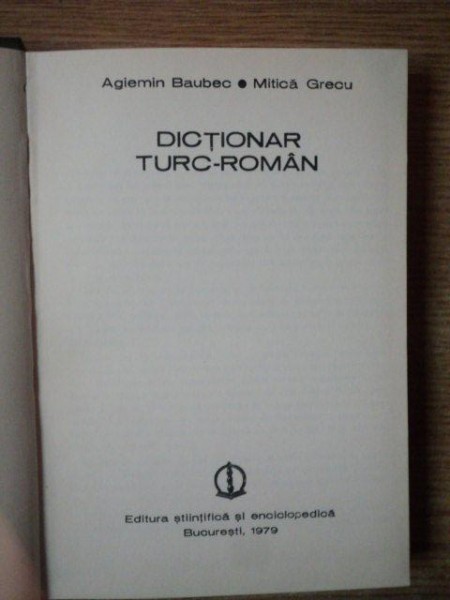 Agiemin Baubec ● Mitică Grecu
DICȚIONAR
TURC-ROMÂN
Editura științifică și enciclopedică
București, 1979